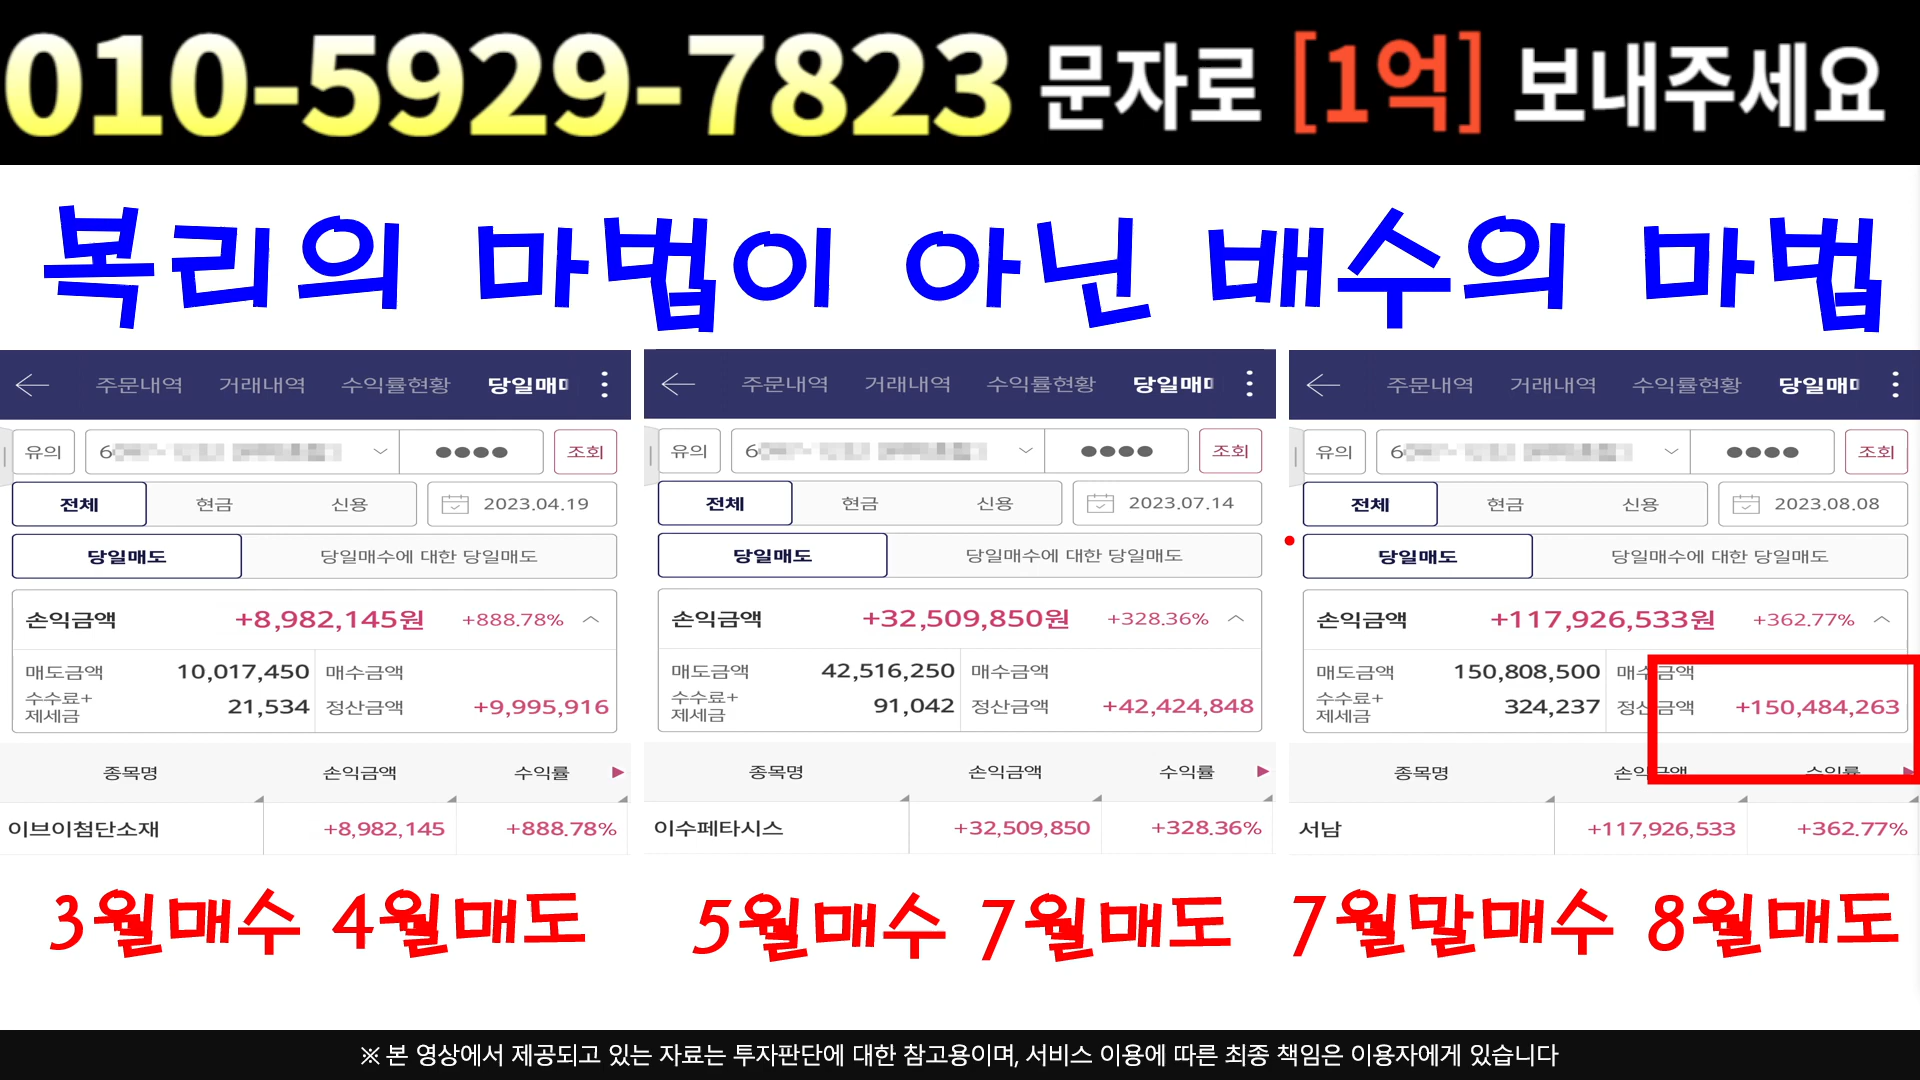 010-5929-7823 문자로 [1억] 보내주세요
복리의 마법이 아닌 배수의 마법
주문내역 거래내역 수익률현황 당일매매
유의 6 ●●●● 조회
전체 현금 신용 2023.04.19
당일매도 당일매수에 대한 당일매도
손익금액 +8,982,145원 +888.78%
매도금액 10,017,450 매수금액
수수료+
제세금 21,534 정산금액 +9,995,916
종목명 손익금액 수익률
이브이첨단소재 +8,982,145 +888.78%
3월매수 4월매도
주문내역 거래내역 수익률현황 당일매매
유의 6 ●●●● 조회
전체 현금 신용 2023.07.14
당일매도 당일매수에 대한 당일매도
손익금액 +32,509,850원 +328.36%
매도금액 42,516,250 매수금액
수수료+
제세금 91,042 정산금액 +42,424,848
종목명 손익금액 수익률
이수페타시스 +32,509,850 +328.36%
5월매수 7월매도
주문내역 거래내역 수익률현황 당일매매
유의 6 ●●●● 조회
전체 현금 신용 2023.08.08
당일매도 당일매수에 대한 당일매도
손익금액 +117,926,533원 +362.77%
매도금액 150,808,500 매수금액
수수료+
제세금 324,237 정산금액 +150,484,263
종목명 손익금액 수익률
서남 +117,926,533 +362.77%
7월말매수 8월매도
※ 본 영상에서 제공되고 있는 자료는 투자판단에 대한 참고용이며, 서비스 이용에 따른 최종 책임은 이용자에게 있습니다